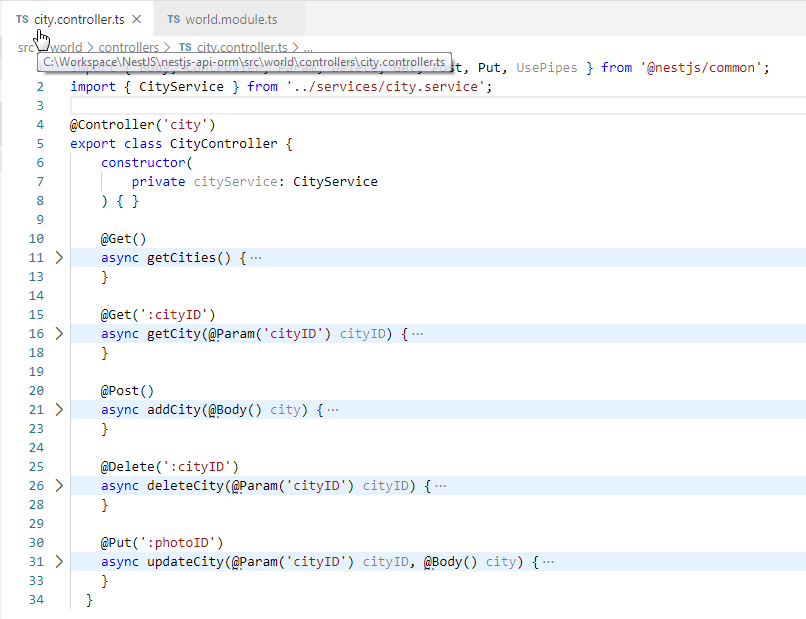 TS city.controller.ts × TS world.module.ts
src world > controllers > TS city.controller.ts > ...
C:\Workspace\NestJS\nestjs-api-orm\src\world\controllers\city.controller.ts
Put, UsePipes } from '@nestjs/common';
2 import { CityService } from '../services/city.service';
3
4 @Controller('city')
5 export class CityController {
6 constructor(
7 private cityService: CityService
8 ) { }
9
10 @Get()
11 async getCities() { ...
13 }
14
15 @Get(':cityID')
16 async getCity(@Param('cityID') cityID) { ...
18 }
19
20 @Post()
21 async addCity(@Body() city) { ...
23 }
24
25 @Delete(':cityID')
26 async deleteCity(@Param('cityID') cityID) { ...
28 }
29
30 @Put(':photoID')
31 async updateCity(@Param('cityID') cityID, @Body() city) { ...
33 }
34 }